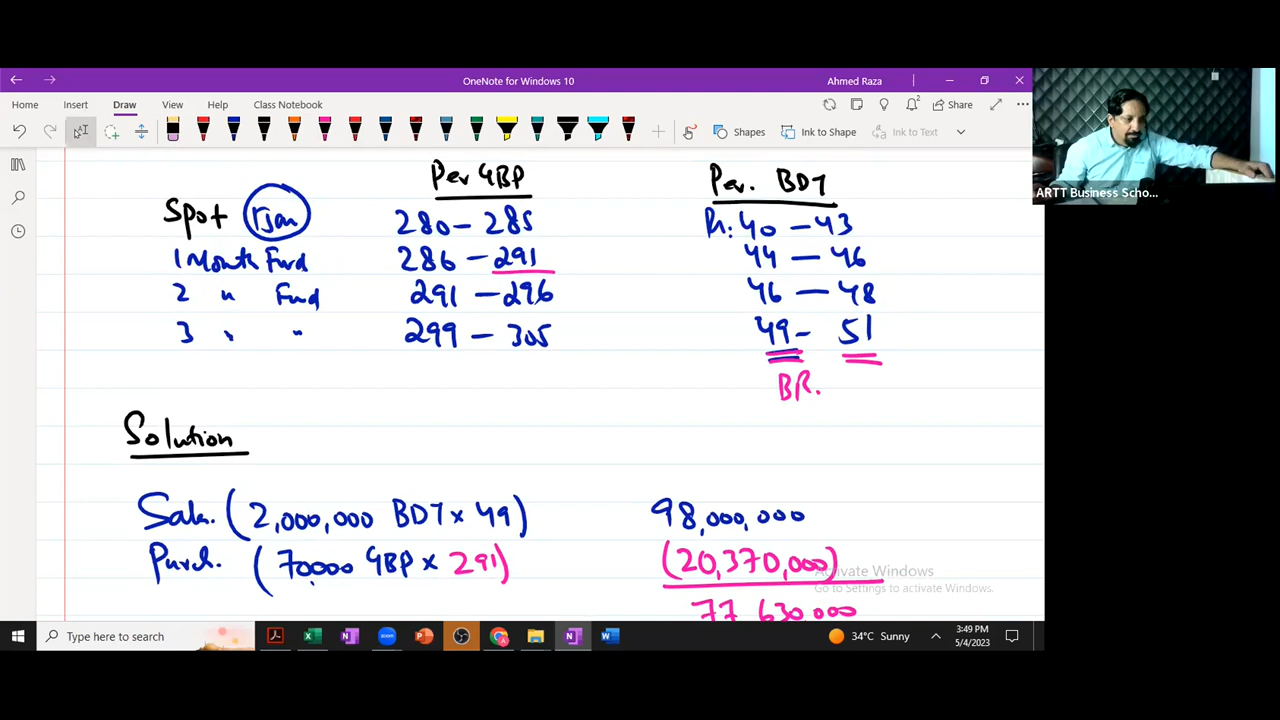 OneNote for Windows 10
Ahmed Raza
Home Insert Draw View Help Class Notebook
Share
Shapes Ink to Shape Ink to Text
ARTT Business Scho...
Per GBP Per. BDT
Spot 280 – 285 40 – 43
1 Month Fwd 286 – 291 44 – 46
2 " Fwd 291 – 296 46 – 48
3 " " 299 – 305 49 – 51
BR.
Solution
Sale. (2,000,000 BDT × 49) 98,000,000
Purch. (70,000 GBP × 291) (20,370,000)
77 630 000
Activate Windows
Go to Settings to activate Windows.
Type here to search
34°C Sunny
3:49 PM
5/4/2023